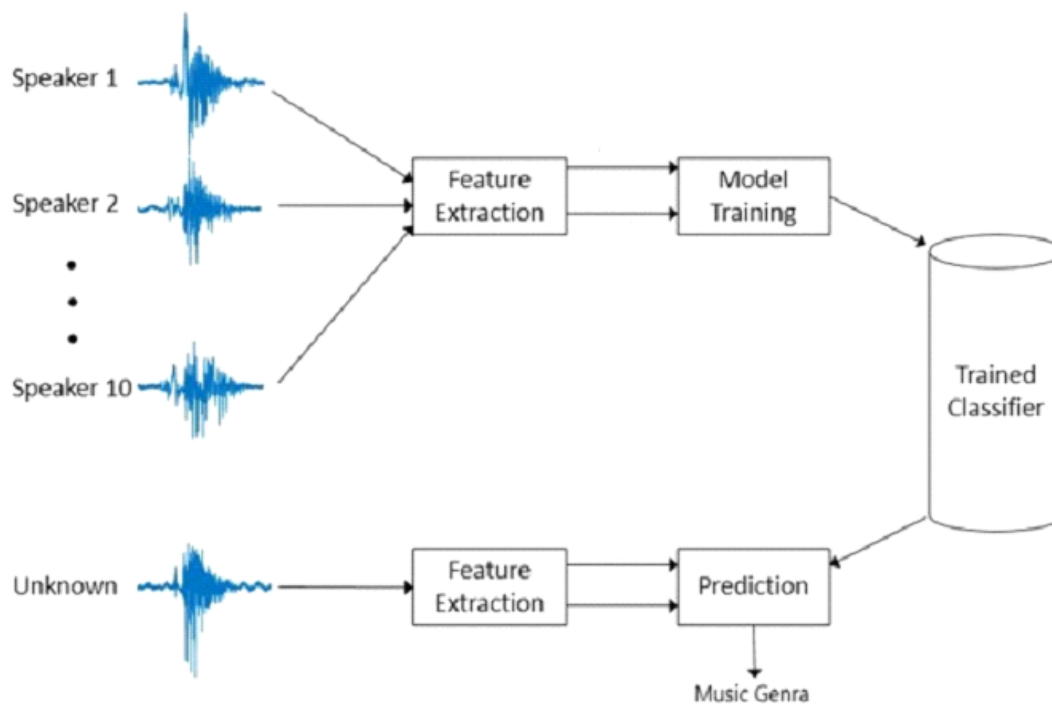 Speaker 1
Speaker 2
Speaker 10
Feature
Extraction
Model
Training
Trained
Classifier
Unknown
Feature
Extraction
Prediction
Music Genra